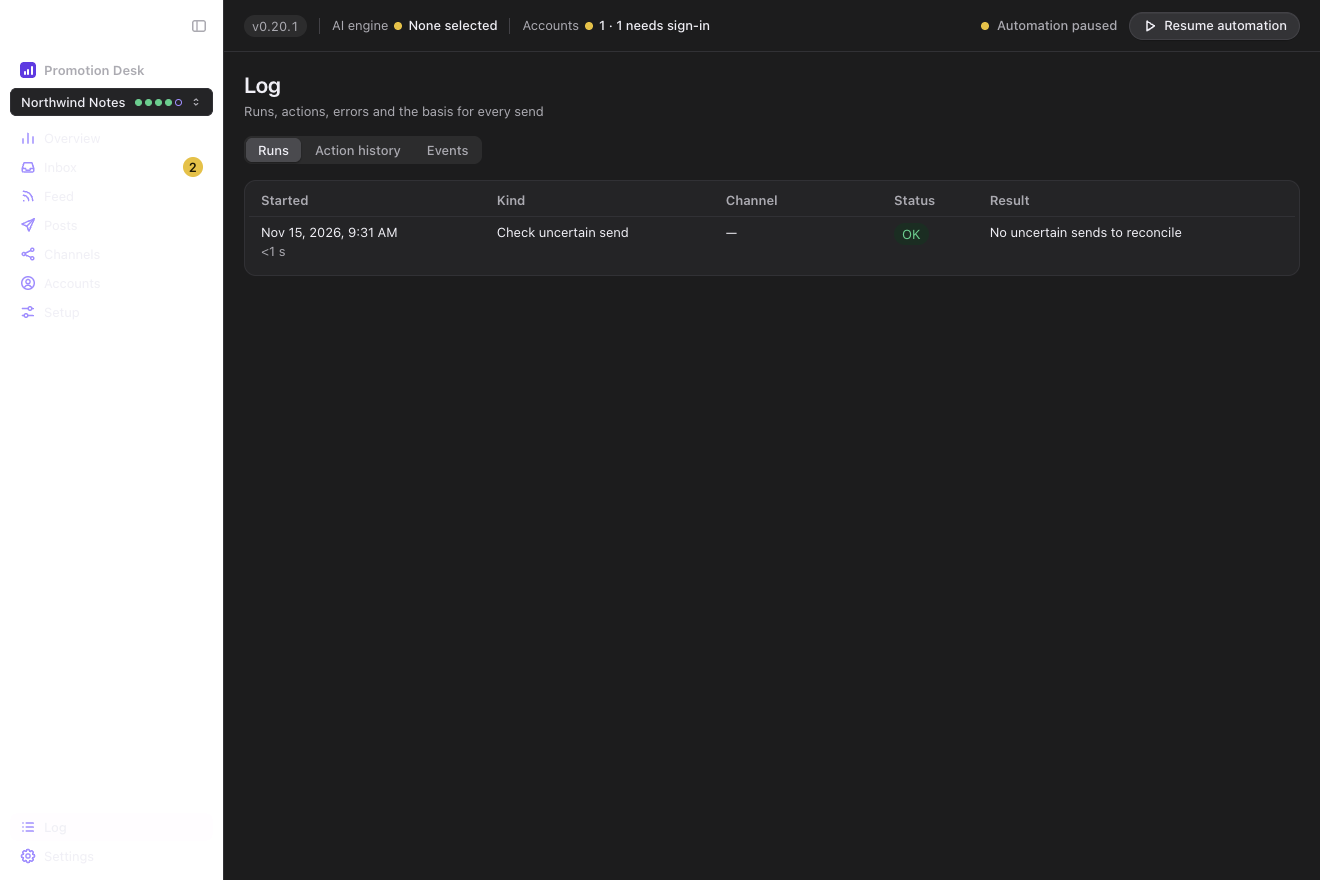 v0.20.1
AI engine None selected
Accounts 1 · 1 needs sign-in
Automation paused
Resume automation
Promotion Desk
Northwind Notes
Overview
Inbox 2
Feed
Posts
Channels
Accounts
Setup
Log
Settings
Log
Runs, actions, errors and the basis for every send
Runs Action history Events
Started Kind Channel Status Result
Nov 15, 2026, 9:31 AM Check uncertain send — OK No uncertain sends to reconcile
<1 s